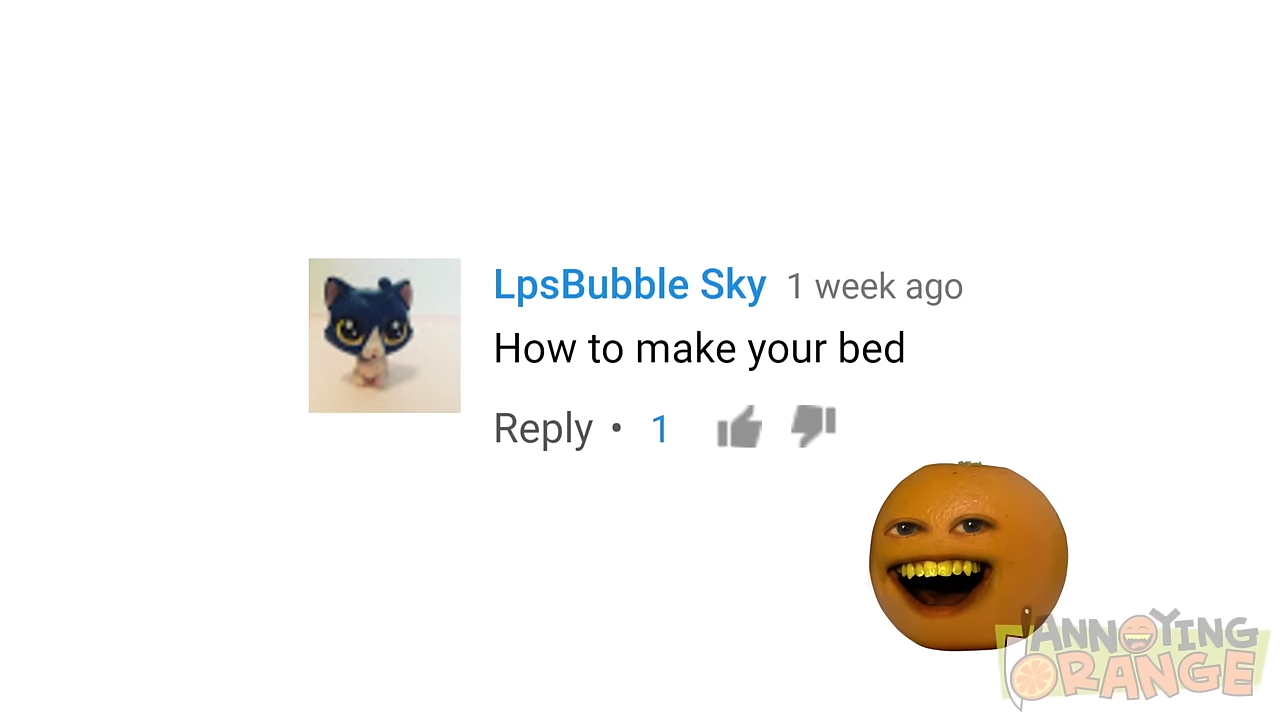 LpsBubble Sky 1 week ago
How to make your bed
Reply • 1
ANNOYING
ORANGE